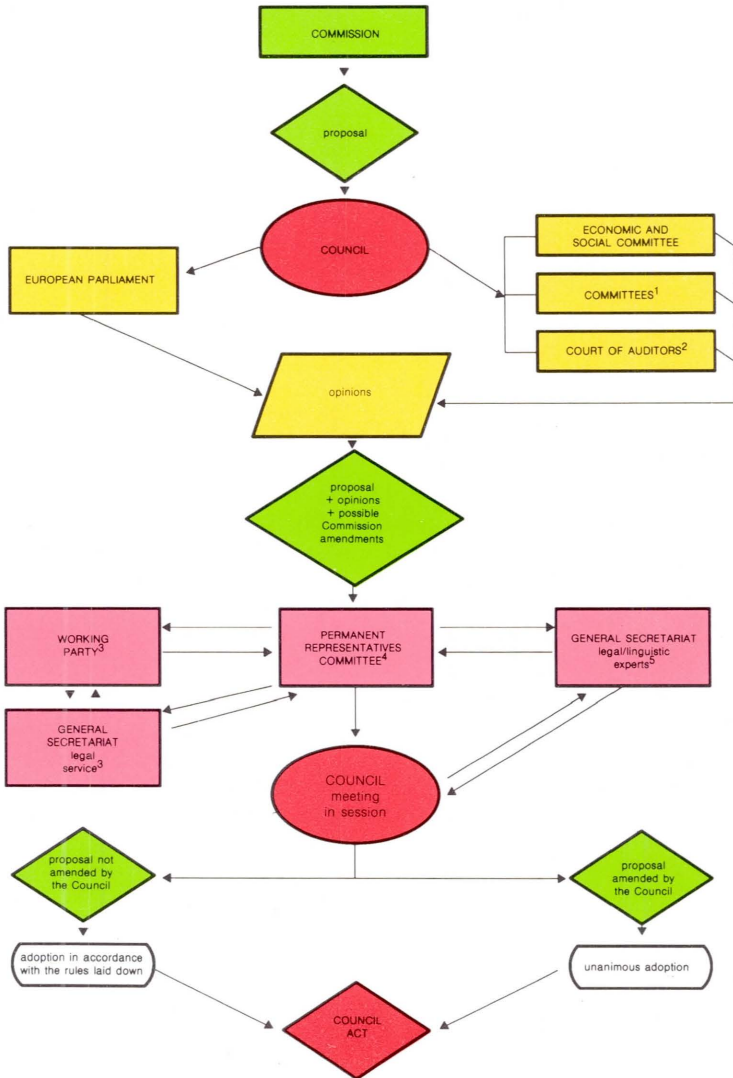 COMMISSION
proposal
COUNCIL
EUROPEAN PARLIAMENT
ECONOMIC AND
SOCIAL COMMITTEE
COMMITTEES¹
COURT OF AUDITORS²
opinions
proposal
+ opinions
+ possible
Commission
amendments
WORKING
PARTY³
PERMANENT
REPRESENTATIVES
COMMITTEE⁴
GENERAL SECRETARIAT
legal/linguistic
experts⁵
GENERAL
SECRETARIAT
legal
service³
COUNCIL
meeting
in session
proposal not
amended by
the Council
proposal
amended by
the Council
adoption in accordance
with the rules laid down
unanimous adoption
COUNCIL
ACT